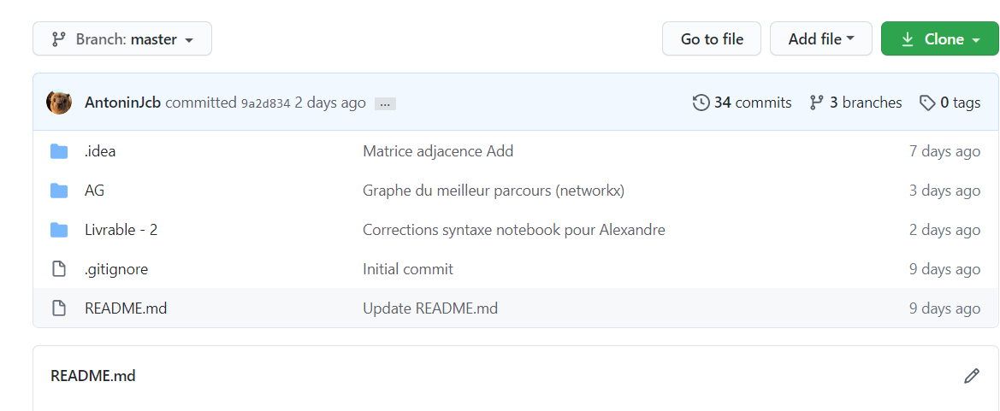 Branch: master Go to file Add file Clone
AntoninJcb committed 9a2d834 2 days ago ... 34 commits 3 branches 0 tags
.idea Matrice adjacence Add 7 days ago
AG Graphe du meilleur parcours (networkx) 3 days ago
Livrable - 2 Corrections syntaxe notebook pour Alexandre 2 days ago
.gitignore Initial commit 9 days ago
README.md Update README.md 9 days ago
README.md